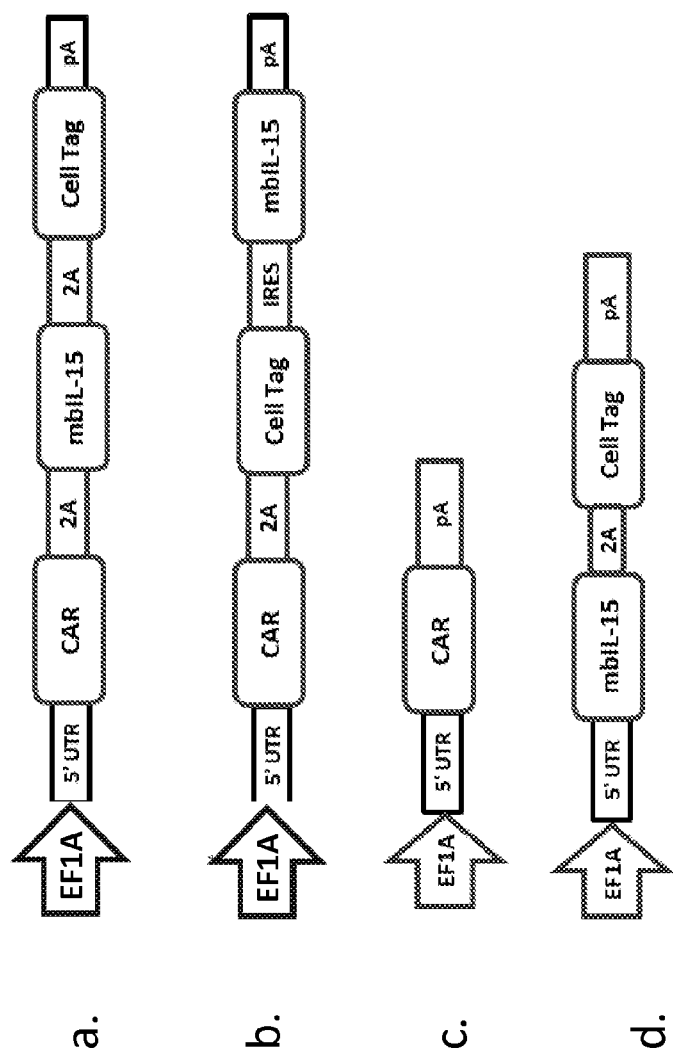 a. EF1A 5' UTR CAR 2A mbIL-15 2A Cell Tag pA
b. EF1A 5' UTR CAR 2A Cell Tag IRES mbIL-15 pA
c. EF1A 5' UTR CAR pA
d. EF1A 5' UTR mbIL-15 2A Cell Tag pA